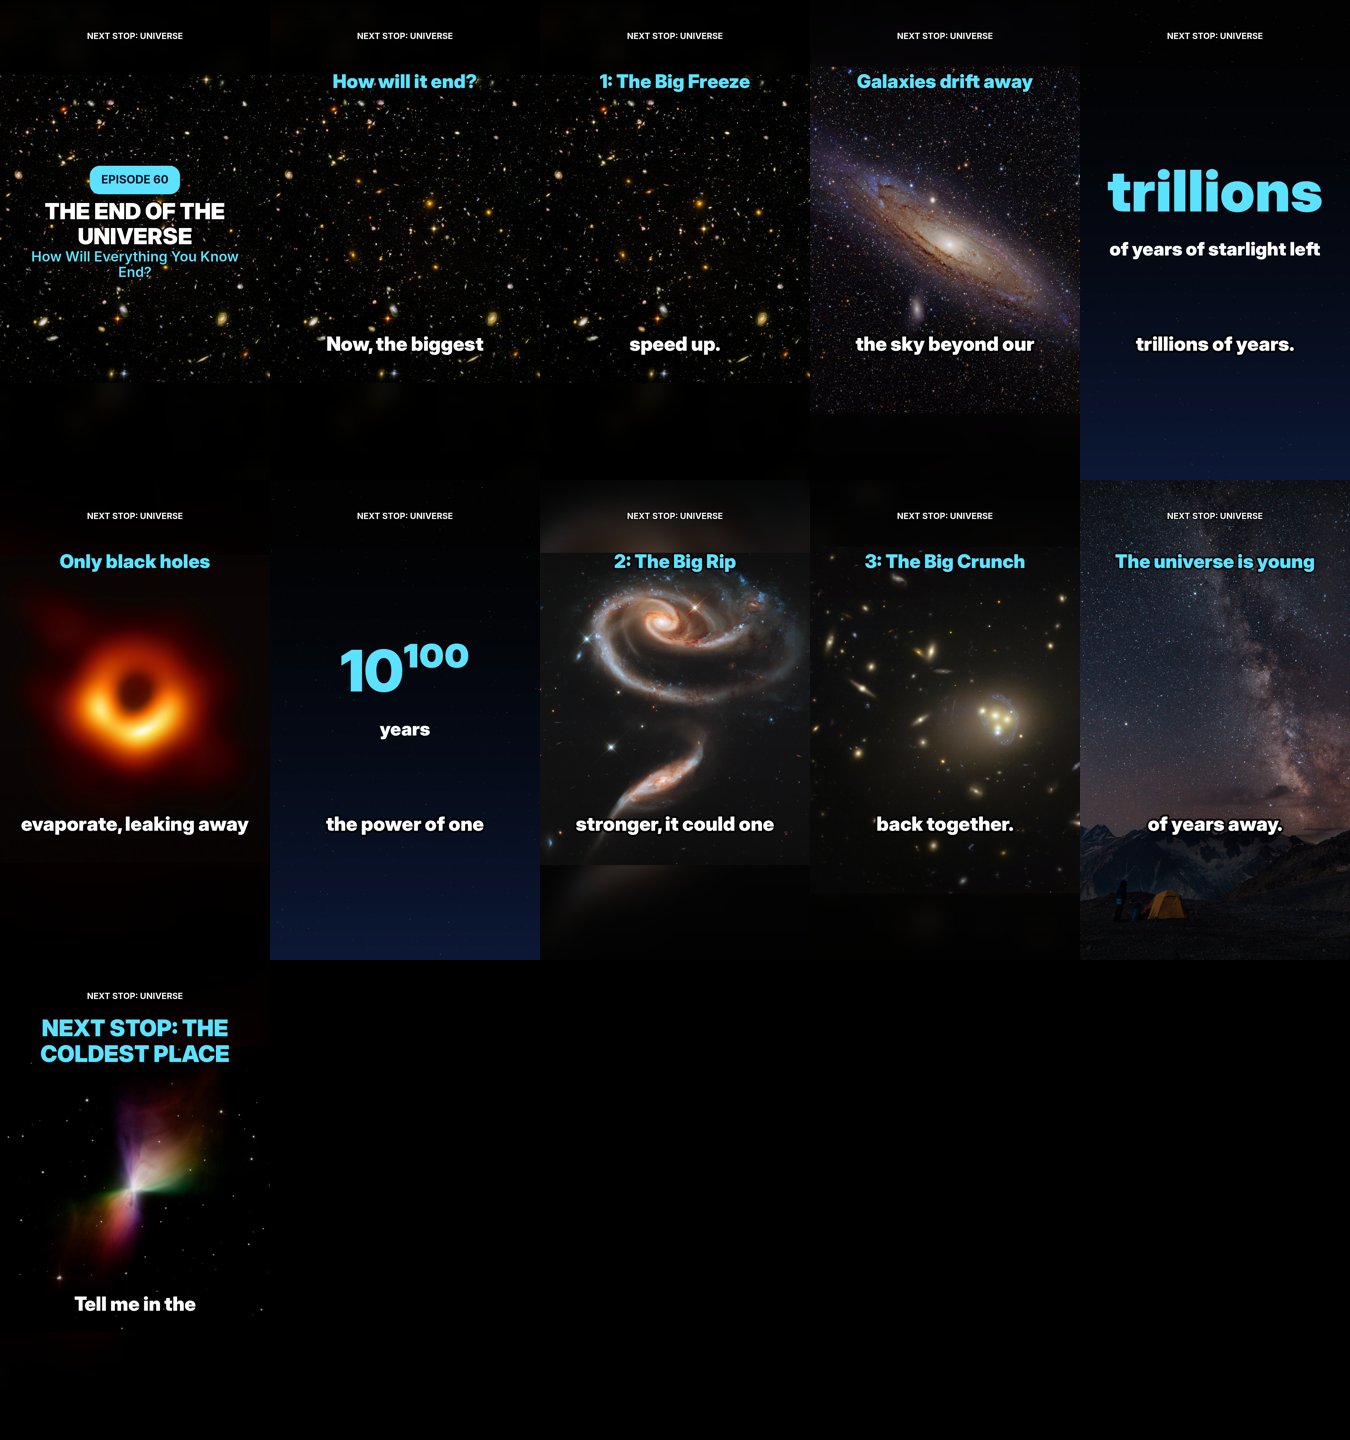 NEXT STOP: UNIVERSE
EPISODE 60
THE END OF THE
UNIVERSE
How Will Everything You Know
End?
NEXT STOP: UNIVERSE
How will it end?
Now, the biggest
NEXT STOP: UNIVERSE
1: The Big Freeze
speed up.
NEXT STOP: UNIVERSE
Galaxies drift away
the sky beyond our
NEXT STOP: UNIVERSE
trillions
of years of starlight left
trillions of years.
NEXT STOP: UNIVERSE
Only black holes
evaporate, leaking away
NEXT STOP: UNIVERSE
10¹⁰⁰
years
the power of one
NEXT STOP: UNIVERSE
2: The Big Rip
stronger, it could one
NEXT STOP: UNIVERSE
3: The Big Crunch
back together.
NEXT STOP: UNIVERSE
The universe is young
of years away.
NEXT STOP: UNIVERSE
NEXT STOP: THE
COLDEST PLACE
Tell me in the